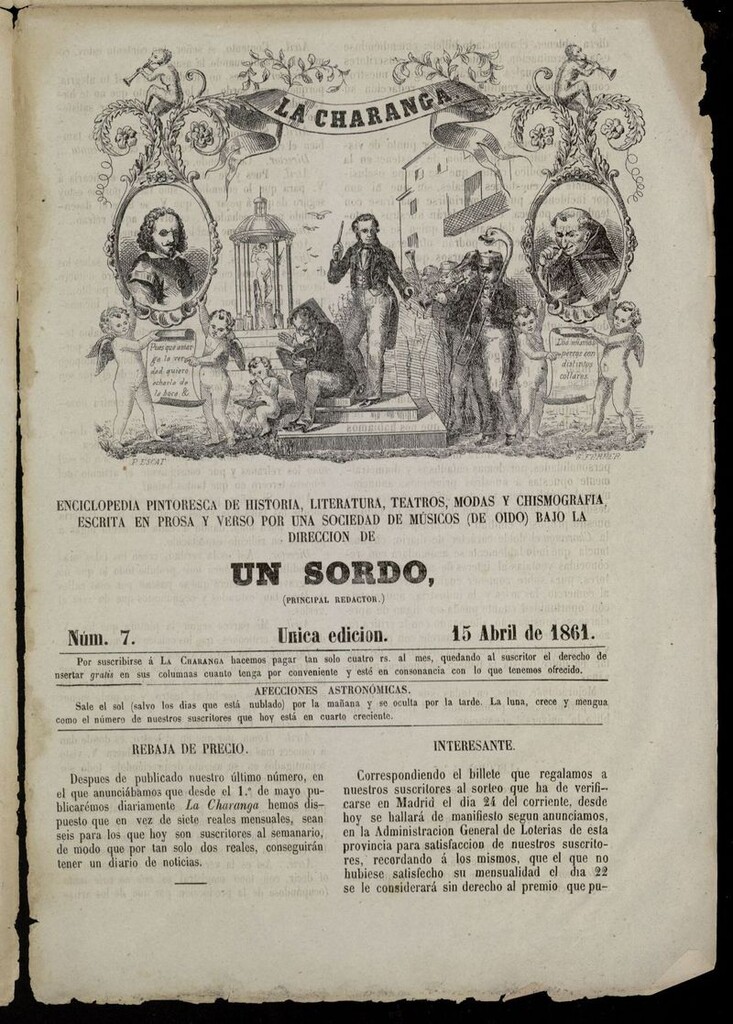 LA CHARANGA.
Pues que amar
ga la ver
dad quiero
echarla de
la boca &
Los mismos
perros con
distintos
collares.
P. ESCAT
ENCICLOPEDIA PINTORESCA DE HISTORIA, LITERATURA, TEATROS, MODAS Y CHISMOGRAFIA,
ESCRITA EN PROSA Y VERSO POR UNA SOCIEDAD DE MÚSICOS (DE OIDO) BAJO LA
DIRECCION DE
UN SORDO,
(PRINCIPAL REDACTOR.)
Núm. 7. Unica edicion. 15 Abril de 1861.
Por suscribirse á LA CHARANGA hacemos pagar tan solo cuatro rs. al mes, quedando al suscritor el derecho de
nsertar gratis en sus columnas cuanto tenga por conveniente y esté en consonancia con lo que tenemos ofrecido.
AFECCIONES ASTRONÓMICAS.
Sale el sol (salvo los dias que está nublado) por la mañana y se oculta por la tarde. La luna, crece y mengua
como el número de nuestros suscritores que hoy está en cuarto creciente.
REBAJA DE PRECIO.
Despues de publicado nuestro último número, en
el que anunciábamos que desde el 1.° de mayo pu-
blicarémos diariamente La Charanga hemos dis-
puesto que en vez de siete reales mensuales, sean
seis para los que hoy son suscritores al semanario,
de modo que por tan solo dos reales, conseguirán
tener un diario de noticias.
INTERESANTE.
Correspondiendo el billete que regalamos a
nuestros suscritores al sorteo que ha de verifi-
carse en Madrid el dia 24 del corriente, desde
hoy se hallará de manifiesto segun anunciamos,
en la Administracion General de Loterias de esta
provincia para satisfaccion de nuestros suscrito-
res, recordando á los mismos, que el que no
hubiese satisfecho su mensualidad el dia 22
se le considerará sin derecho al premio que pu-